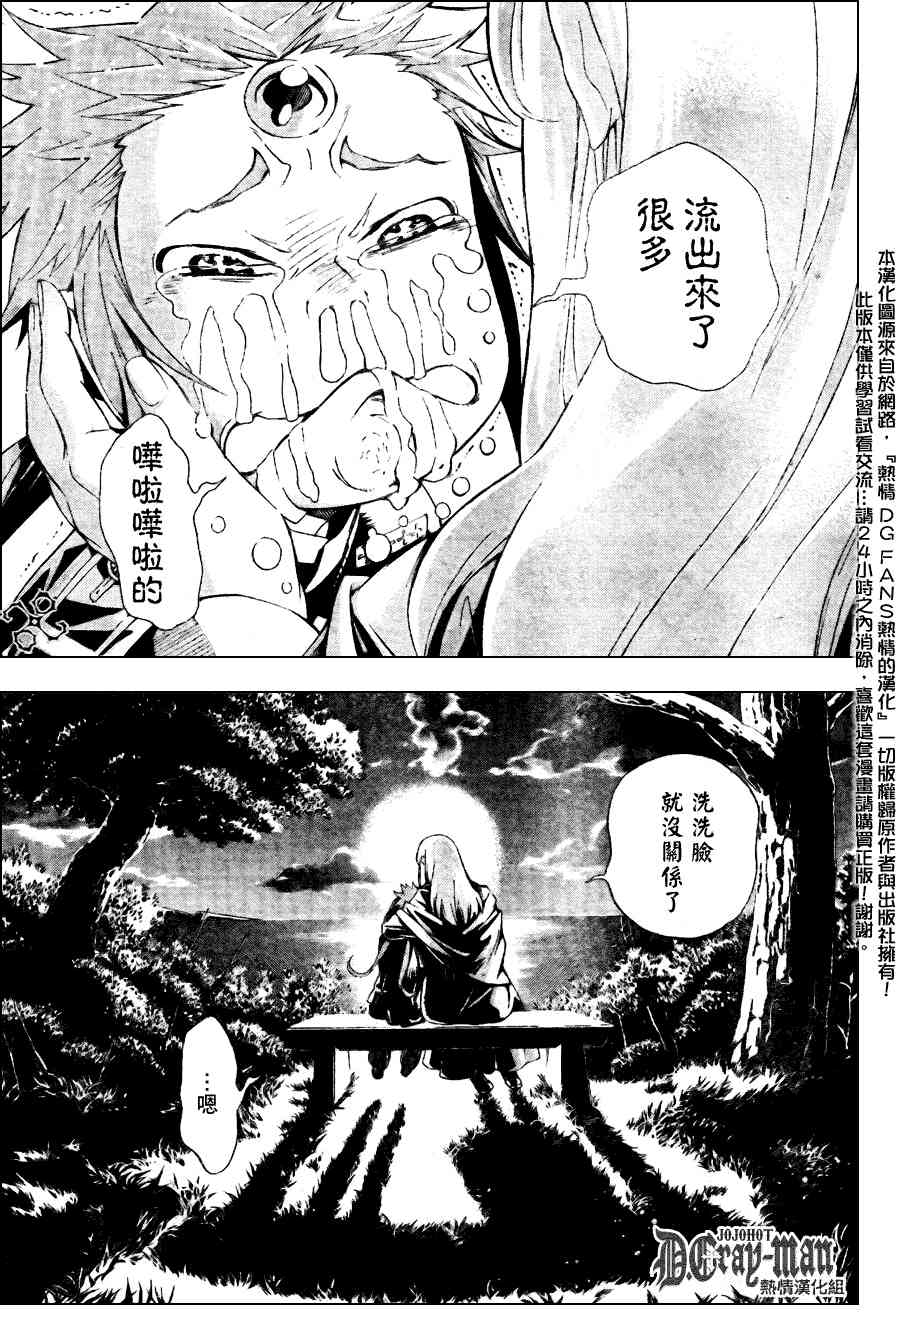 流出來了
很多
嘩啦嘩啦的
洗洗臉
就沒關係了
…嗯
本漢化圖源來自於網路，『熱情 DG FANS熱情的漢化』一切版權歸原作者與出版社擁有！
此版本僅供學習試看交流…請24小時之內消除，喜歡這套漫畫請購買正版！謝謝。
JOJOHOT
D.Gray-man
熱情漢化組